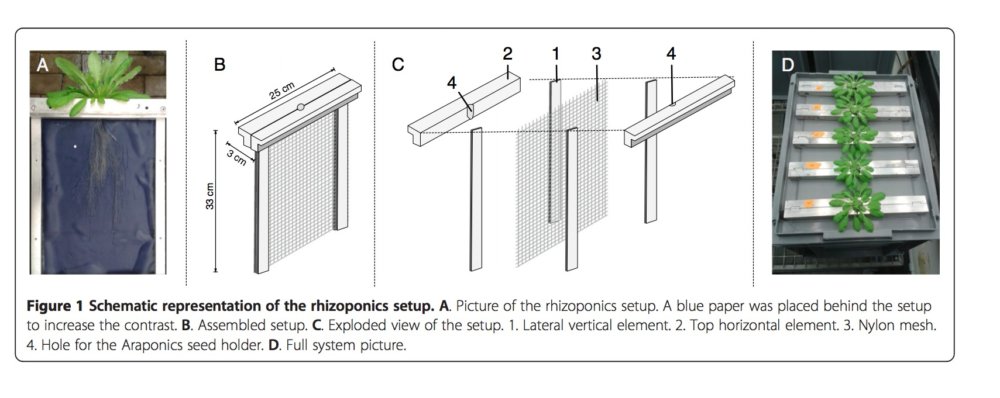 A
B
C
D
25 cm
3 cm
33 cm
4
2
1
3
4
Figure 1 Schematic representation of the rhizoponics setup. A. Picture of the rhizoponics setup. A blue paper was placed behind the setup
to increase the contrast. B. Assembled setup. C. Exploded view of the setup. 1. Lateral vertical element. 2. Top horizontal element. 3. Nylon mesh.
4. Hole for the Araponics seed holder. D. Full system picture.